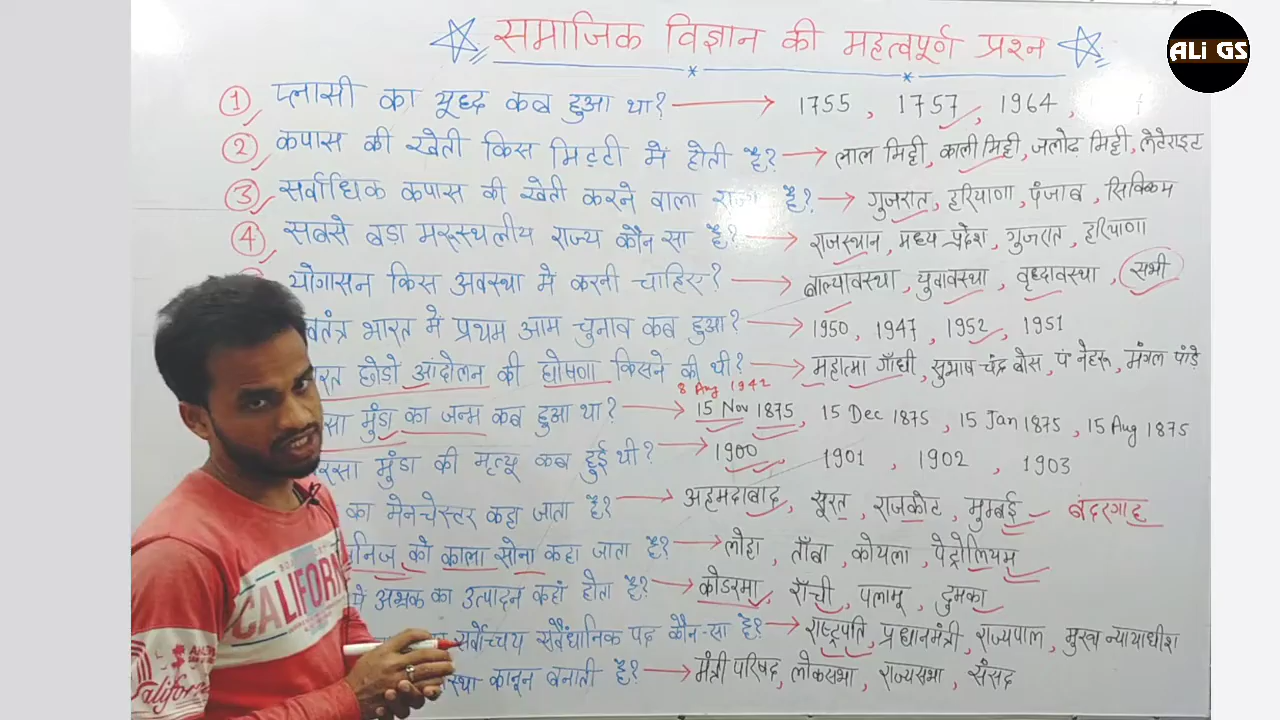 समाजिक विज्ञान की महत्वपूर्ण प्रश्न
ALi GS
① प्लासी का यूध्द कब हुआ था? → 1755, 1757, 1964,
② कपास की खेती किस मिट्टी में होती है? → लाल मिट्टी, काली मिट्टी, जलोढ़ मिट्टी, लेटेराइट
③ सर्वाधिक कपास की खेती करने वाला राज्य है? → गुजरात, हरियाणा, पंजाब, सिक्किम
④ सबसे बड़ा मरूस्थलीय राज्य कौन सा है? → राजस्थान, मध्य प्रदेश, गुजरात, हरियाणा
योगासन किस अवस्था में करनी चाहिए? → बाल्यावस्था, युवावस्था, वृध्दावस्था, सभी
भारत में प्रथम आम चुनाव कब हुआ? → 1950, 1947, 1952, 1951
छोड़ो आंदोलन की घोषणा किसने की थी? → महात्मा गाँधी, सुभाष चंद्र बोस, पं नेहरू, मंगल पांड़े
8 Aug 1942
मुंडा का जन्म कब हुआ था? → 15 Nov 1875, 15 Dec 1875, 15 Jan 1875, 15 Aug 1875
मुंडा की मृत्यू कब हुई थी? → 1900, 1901, 1902, 1903
का मेनचेस्टर कहा जाता है? → अहमदाबाद, सूरत, राजकोट, मुम्बई - बंदरगाह
को काला सोना कहा जाता है? → लोहा, ताँबा, कोयला, पेट्रोलियम
में अभ्रक का उत्पादन कहां होता है? → कोडरमा, राँची, पलामू, दुमका
सर्वोच्चय संवैधानिक पद कौन-सा है? → राष्ट्रपति, प्रधानमंत्री, राज्यपाल, मुख्य न्यायाधीश
कानून बनाती है? → मंत्री परिषद, लोकसभा, राज्यसभा, संसद
CALIFORN
California